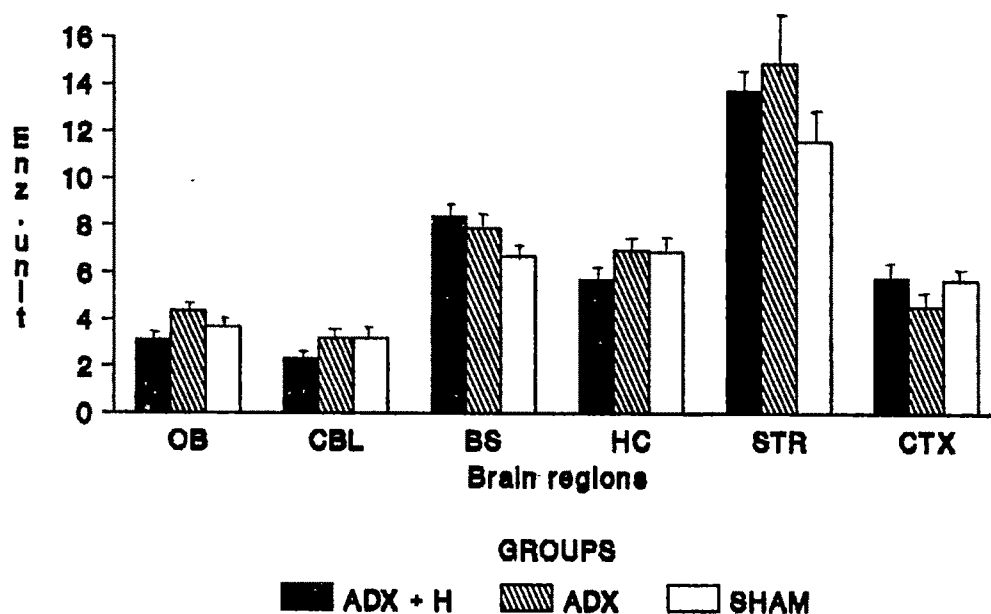 16
14
12
10
8
6
4
2
0
Enz.unit
OB CBL BS HC STR CTX
Brain regions
GROUPS
ADX + H ADX SHAM